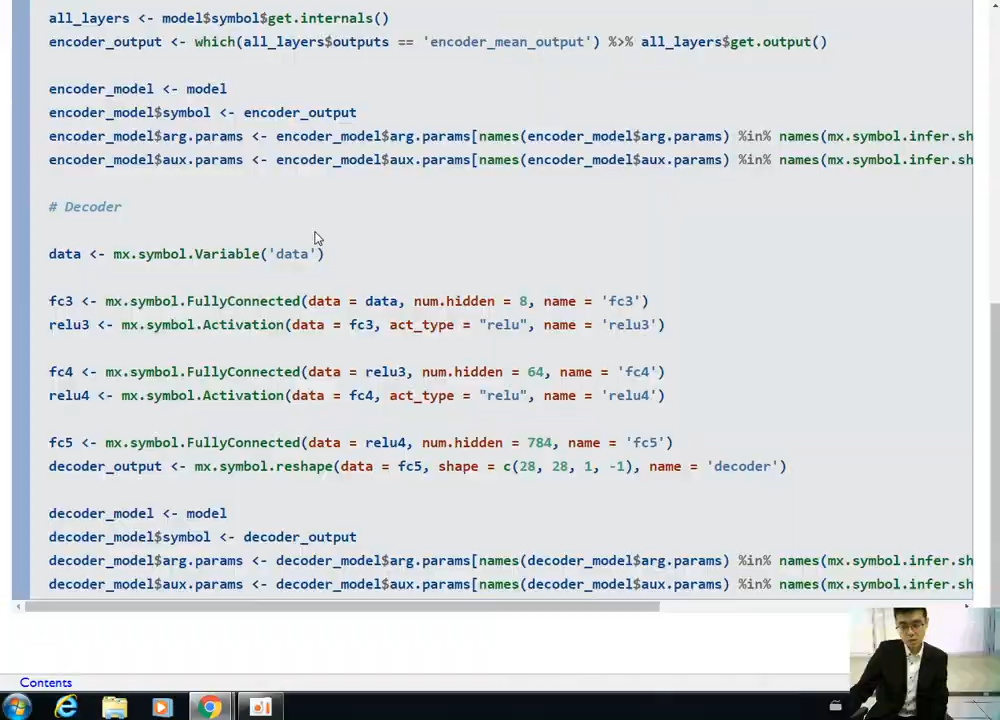 all_layers <- model$symbol$get.internals()
encoder_output <- which(all_layers$outputs == 'encoder_mean_output') %>% all_layers$get.output()
encoder_model <- model
encoder_model$symbol <- encoder_output
encoder_model$arg.params <- encoder_model$arg.params[names(encoder_model$arg.params) %in% names(mx.symbol.infer.sh
encoder_model$aux.params <- encoder_model$aux.params[names(encoder_model$aux.params) %in% names(mx.symbol.infer.sh
# Decoder
data <- mx.symbol.Variable('data')
fc3 <- mx.symbol.FullyConnected(data = data, num.hidden = 8, name = 'fc3')
relu3 <- mx.symbol.Activation(data = fc3, act_type = "relu", name = 'relu3')
fc4 <- mx.symbol.FullyConnected(data = relu3, num.hidden = 64, name = 'fc4')
relu4 <- mx.symbol.Activation(data = fc4, act_type = "relu", name = 'relu4')
fc5 <- mx.symbol.FullyConnected(data = relu4, num.hidden = 784, name = 'fc5')
decoder_output <- mx.symbol.reshape(data = fc5, shape = c(28, 28, 1, -1), name = 'decoder')
decoder_model <- model
decoder_model$symbol <- decoder_output
decoder_model$arg.params <- decoder_model$arg.params[names(decoder_model$arg.params) %in% names(mx.symbol.infer.sh
decoder_model$aux.params <- decoder_model$aux.params[names(decoder_model$aux.params) %in% names(mx.symbol.infer.sh
Contents